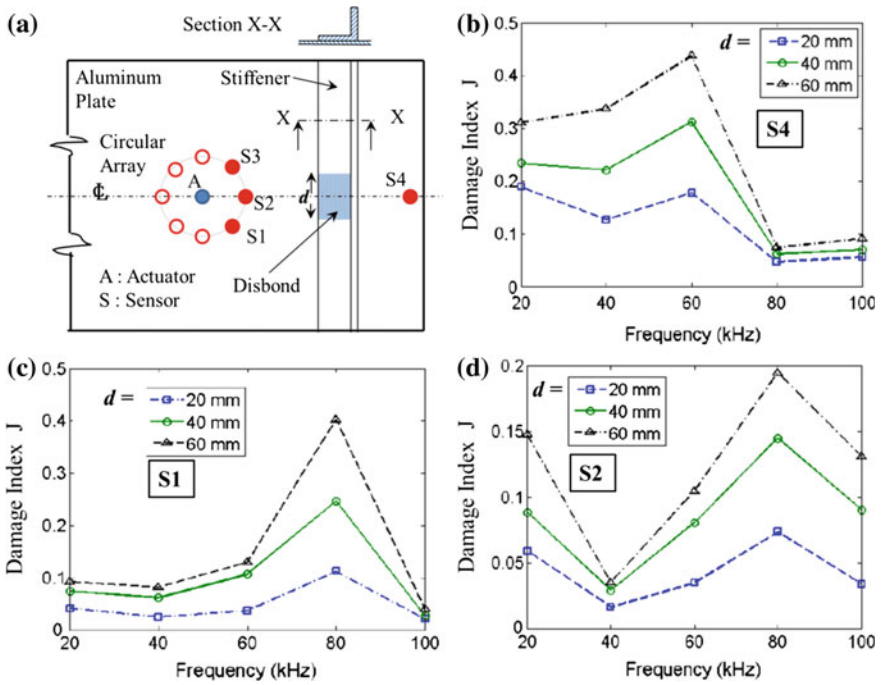 (a)
Section X-X
Aluminum
Plate
Stiffener
X
X
Circular
Array
S3
℄
A
S2
d
S4
S1
A : Actuator
S : Sensor
Disbond
(b)
Damage Index J
0.5
0.4
0.3
0.2
0.1
0
d =
20 mm
40 mm
60 mm
S4
20
40
60
80
100
Frequency (kHz)
(c)
Damage Index J
0.5
0.4
0.3
0.2
0.1
0
d =
20 mm
40 mm
60 mm
S1
20
40
60
80
100
Frequency (kHz)
(d)
Damage Index J
0.2
0.15
0.1
0.05
0
d =
20 mm
40 mm
60 mm
S2
20
40
60
80
100
Frequency (kHz)